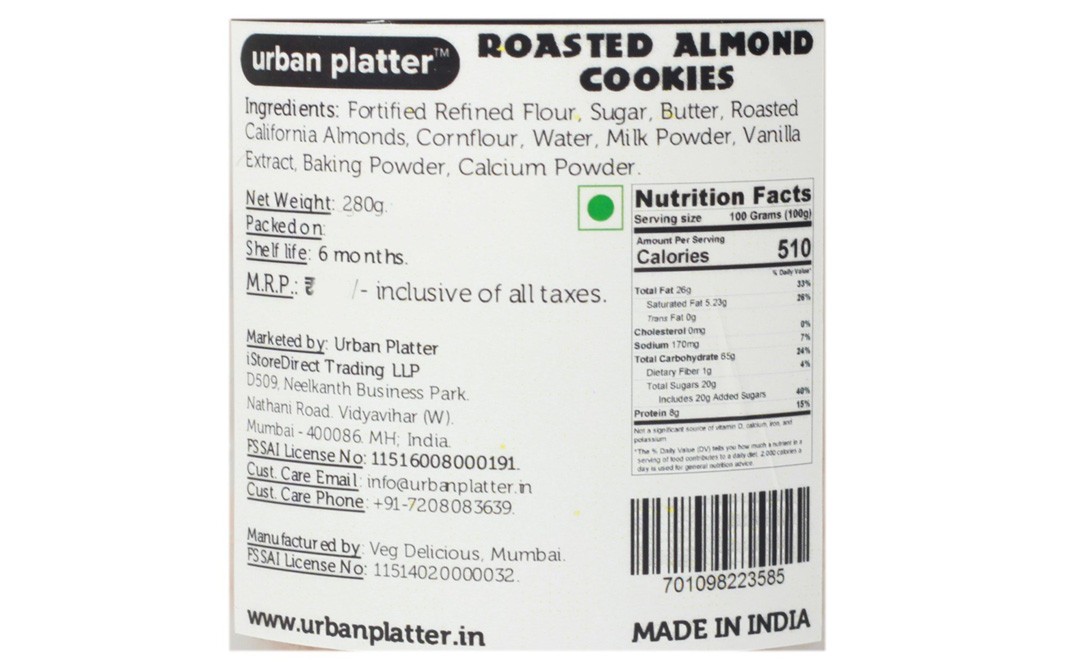 urban platter™
ROASTED ALMOND
COOKIES
Ingredients: Fortified Refined Flour, Sugar, Butter, Roasted
California Almonds, Cornflour, Water, Milk Powder, Vanilla
Extract, Baking Powder, Calcium Powder.
Net Weight: 280g.
Packed on:
Shelf life: 6 months.
M.R.P.: ₹ /- inclusive of all taxes.
Marketed by: Urban Platter
iStoreDirect Trading LLP
D509, Neelkanth Business Park.
Nathani Road. Vidyavihar (W).
Mumbai - 400086. MH; India.
FSSAI License No: 11516008000191.
Cust. Care Email: info@urbanplatter.in
Cust. Care Phone: +91-7208083639.
Manufactured by: Veg Delicious, Mumbai.
FSSAI License No: 11514020000032.
www.urbanplatter.in
Nutrition Facts
Serving size 100 Grams (100g)
Amount Per Serving
Calories 510
% Daily Value*
Total Fat 26g 33%
Saturated Fat 5.23g 26%
Trans Fat 0g
Cholesterol 0mg 0%
Sodium 170mg 7%
Total Carbohydrate 65g 24%
Dietary Fiber 1g 4%
Total Sugars 20g
Includes 20g Added Sugars 40%
Protein 8g 15%
Not a significant source of vitamin D, calcium, iron, and
potassium
*The % Daily Value (DV) tells you how much a nutrient in a
serving of food contributes to a daily diet. 2,000 calories a
day is used for general nutrition advice.
701098223585
MADE IN INDIA